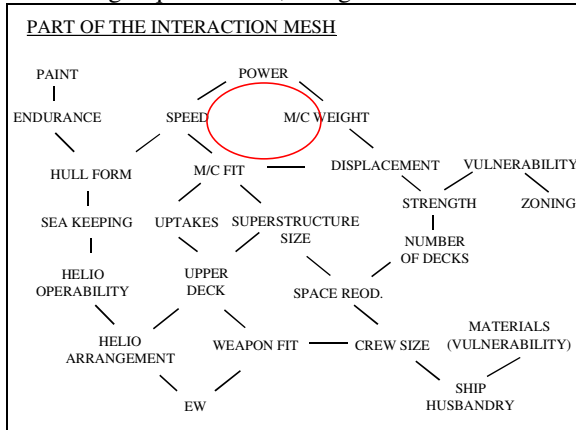 PART OF THE INTERACTION MESH
PAINT
POWER
ENDURANCE
SPEED
M/C WEIGHT
HULL FORM
M/C FIT
DISPLACEMENT
VULNERABILITY
STRENGTH
ZONING
SEA KEEPING
UPTAKES
SUPERSTRUCTURE
SIZE
NUMBER
OF DECKS
HELIO
OPERABILITY
UPPER
DECK
SPACE REOD.
HELIO
ARRANGEMENT
WEAPON FIT
CREW SIZE
MATERIALS
(VULNERABILITY)
EW
SHIP
HUSBANDRY